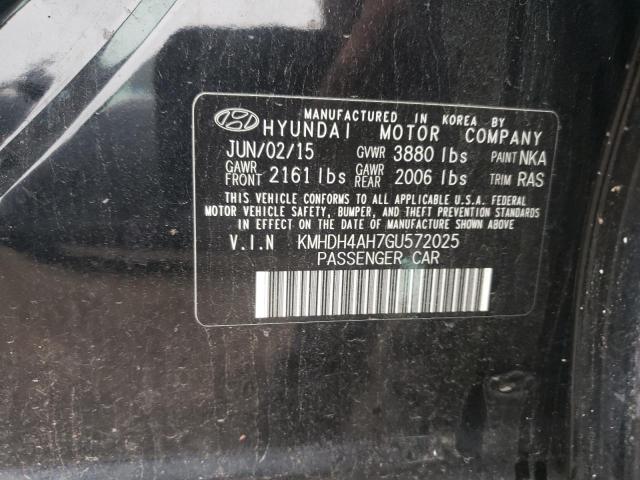 MANUFACTURED IN KOREA BY
HYUNDAI MOTOR COMPANY
JUN/02/15 GVWR 3880 lbs PAINT NKA
GAWR FRONT 2161 lbs GAWR REAR 2006 lbs TRIM RAS
THIS VEHICLE CONFORMS TO ALL APPLICABLE U.S.A. FEDERAL
MOTOR VEHICLE SAFETY, BUMPER, AND THEFT PREVENTION STANDARDS
IN EFFECT ON THE DATE OF MANUFACTURE SHOWN ABOVE
V.I.N KMHDH4AH7GU572025
PASSENGER CAR